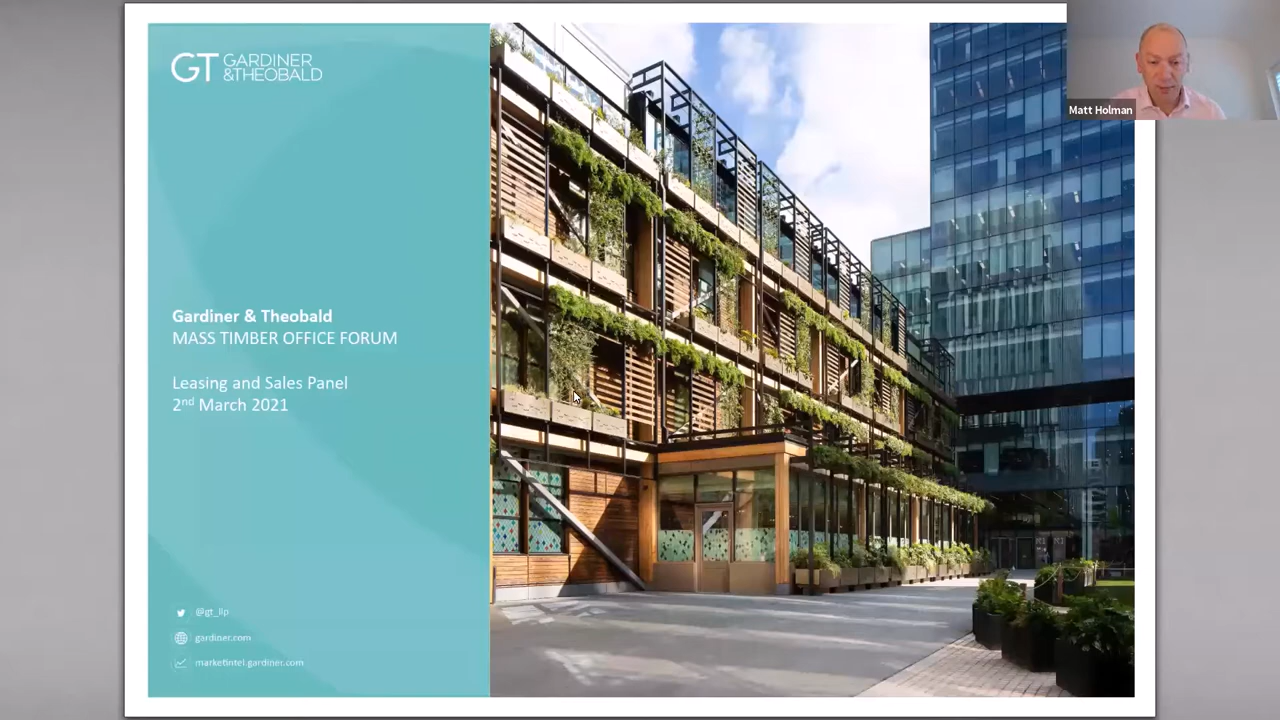 GT GARDINER
&THEOBALD
Matt Holman
Gardiner & Theobald
MASS TIMBER OFFICE FORUM
Leasing and Sales Panel
2nd March 2021
@gt_llp
gardiner.com
marketintel.gardiner.com